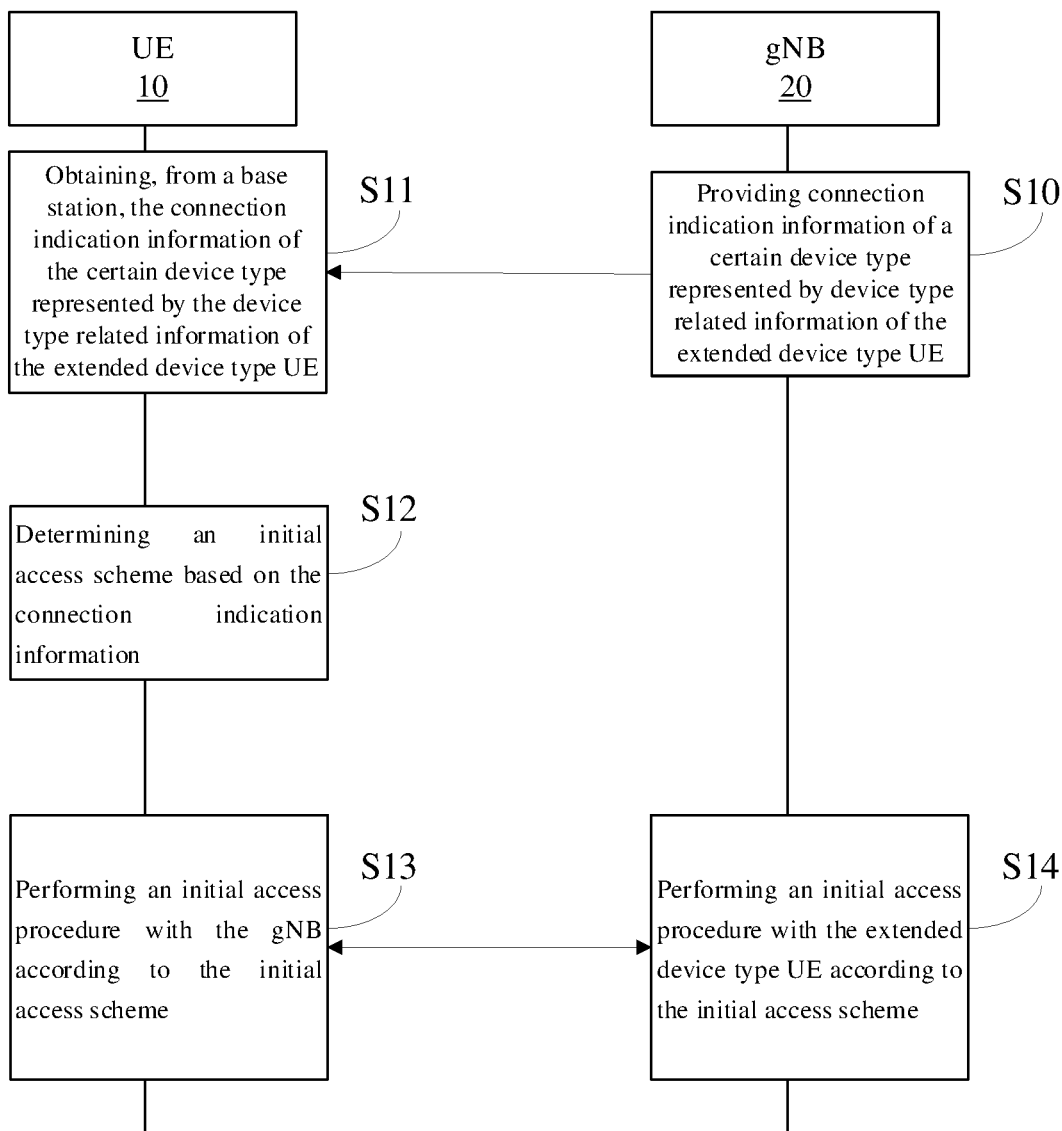 UE
10
gNB
20
Obtaining, from a base
station, the connection
indication information of
the certain device type
represented by the device
type related information of
the extended device type UE
S11
Providing connection
indication information of a
certain device type
represented by device type
related information of the
extended device type UE
S10
Determining an initial
access scheme based on the
connection indication
information
S12
Performing an initial access
procedure with the gNB
according to the initial
access scheme
S13
Performing an initial access
procedure with the extended
device type UE according to
the initial access scheme
S14